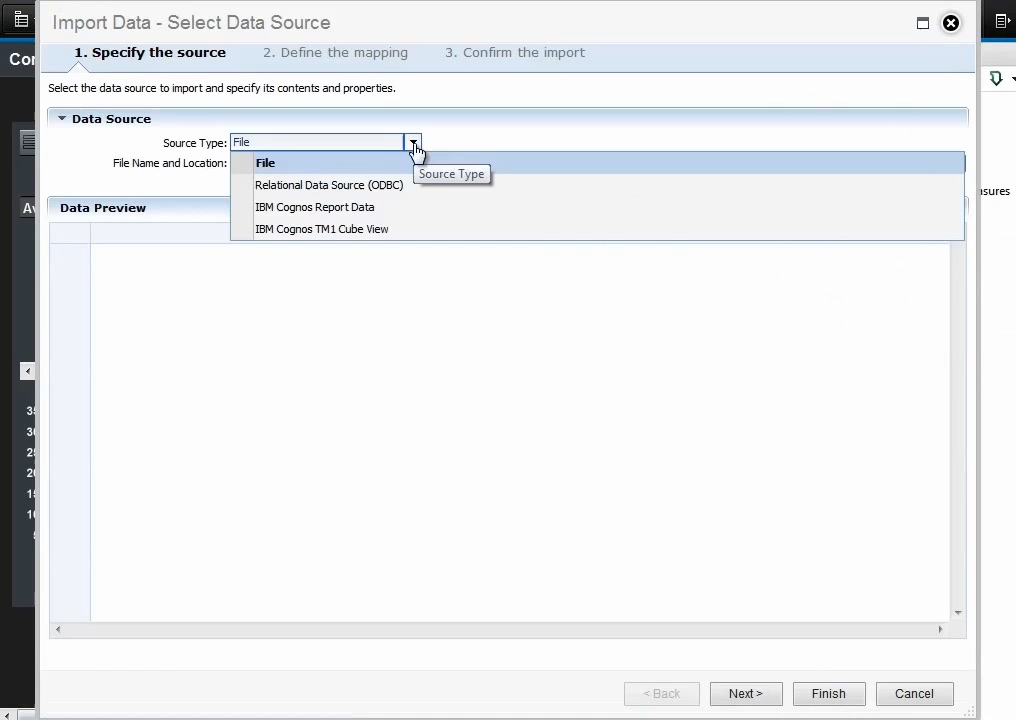 Import Data - Select Data Source
Con
1. Specify the source 2. Define the mapping 3. Confirm the import
Select the data source to import and specify its contents and properties.
Data Source
Source Type: File
File Name and Location:
File
Source Type
Relational Data Source (ODBC)
IBM Cognos Report Data
IBM Cognos TM1 Cube View
Data Preview
< Back Next > Finish Cancel